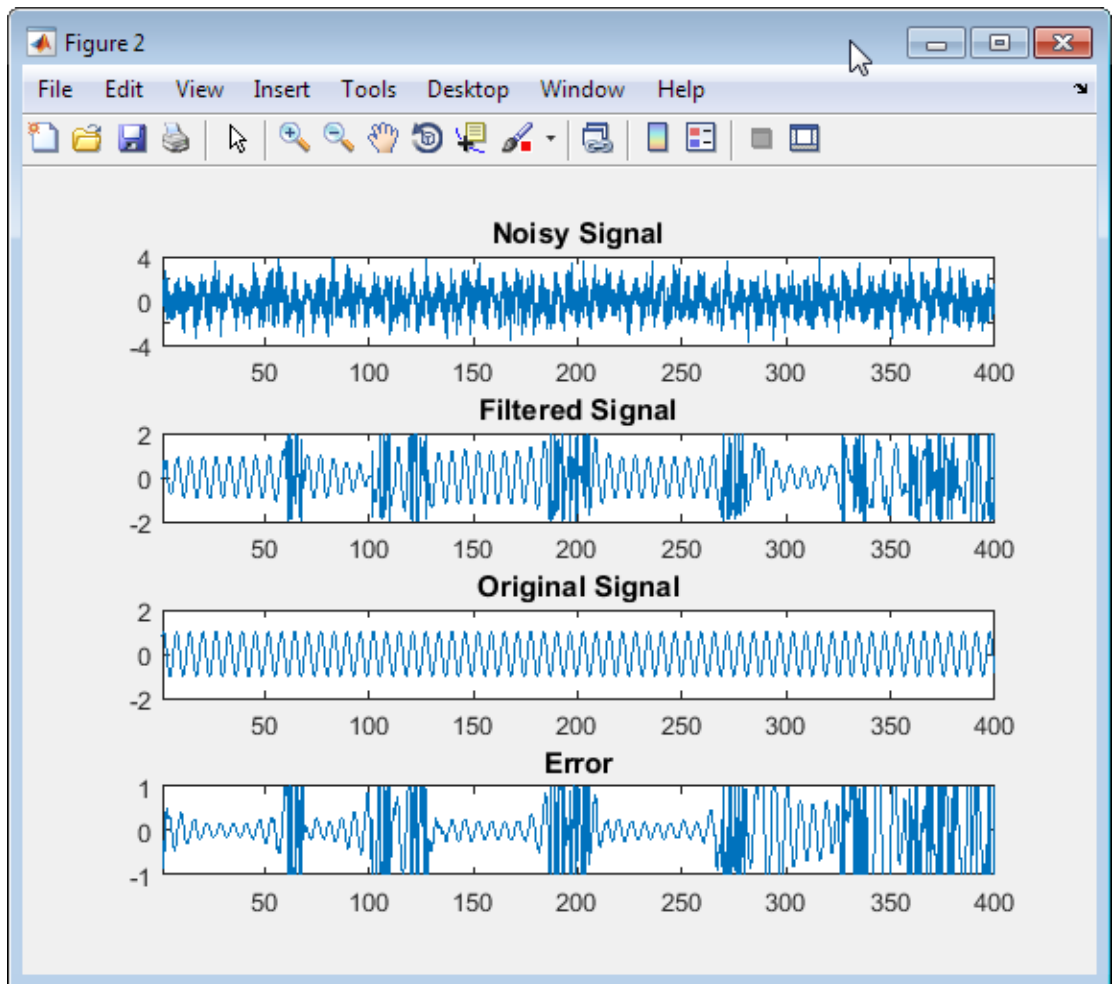 Figure 2
File Edit View Insert Tools Desktop Window Help
Noisy Signal
4
0
-4
50 100 150 200 250 300 350 400
Filtered Signal
2
0
-2
50 100 150 200 250 300 350 400
Original Signal
2
0
-2
50 100 150 200 250 300 350 400
Error
1
0
-1
50 100 150 200 250 300 350 400